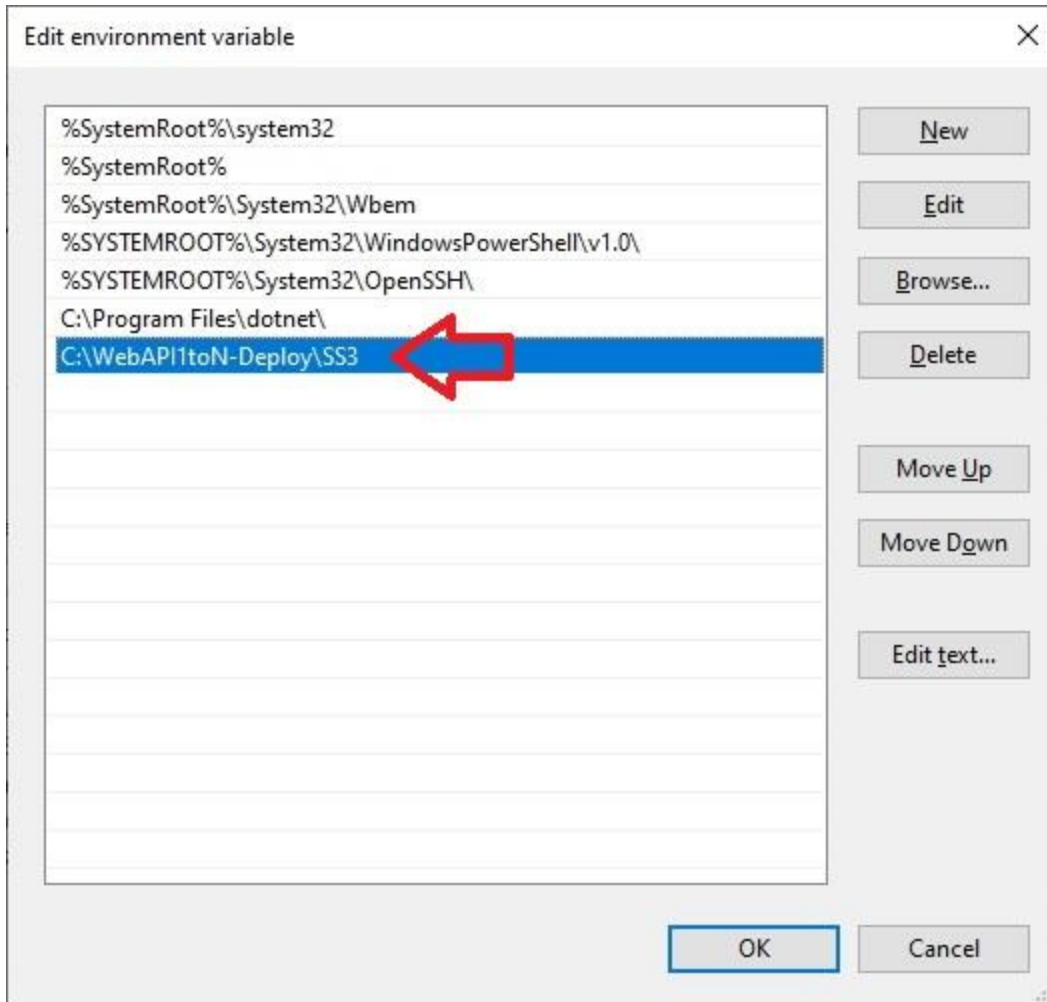 Edit environment variable
%SystemRoot%\system32
%SystemRoot%
%SystemRoot%\System32\Wbem
%SYSTEMROOT%\System32\WindowsPowerShell\v1.0\
%SYSTEMROOT%\System32\OpenSSH\
C:\Program Files\dotnet\
C:\WebAPI1toN-Deploy\SS3
New
Edit
Browse...
Delete
Move Up
Move Down
Edit text...
OK
Cancel